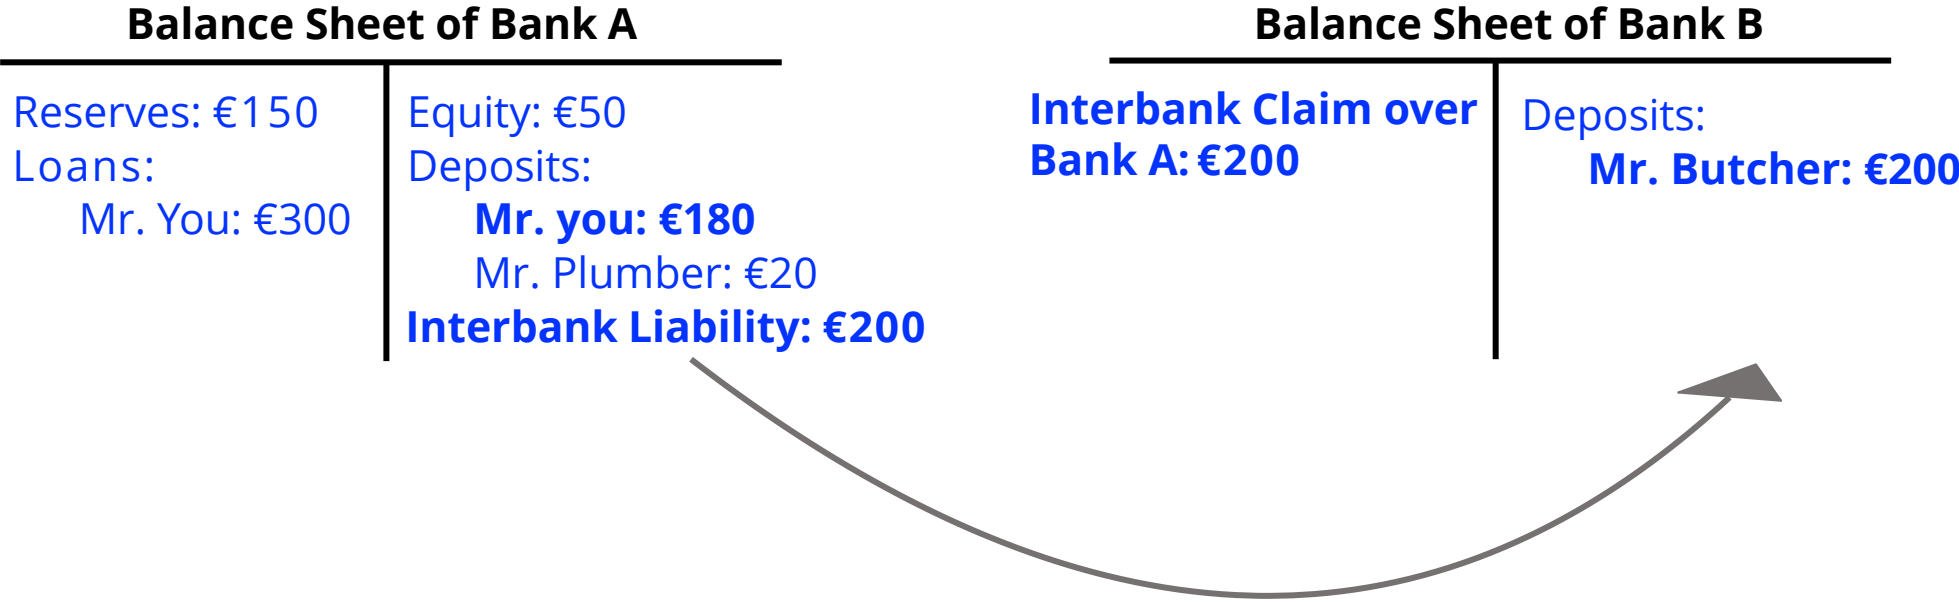 Balance Sheet of Bank A
Reserves: €150
Loans:
Mr. You: €300
Equity: €50
Deposits:
Mr. you: €180
Mr. Plumber: €20
Interbank Liability: €200
Balance Sheet of Bank B
Interbank Claim over
Bank A: €200
Deposits:
Mr. Butcher: €200